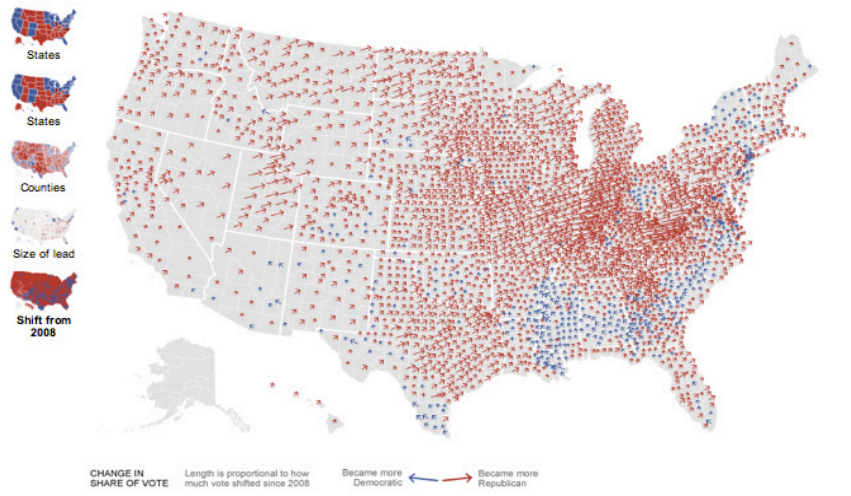 States
States
Counties
Size of lead
Shift from
2008
CHANGE IN
SHARE OF VOTE
Length is proportional to how
much vote shifted since 2008
Became more
Democratic
Became more
Republican